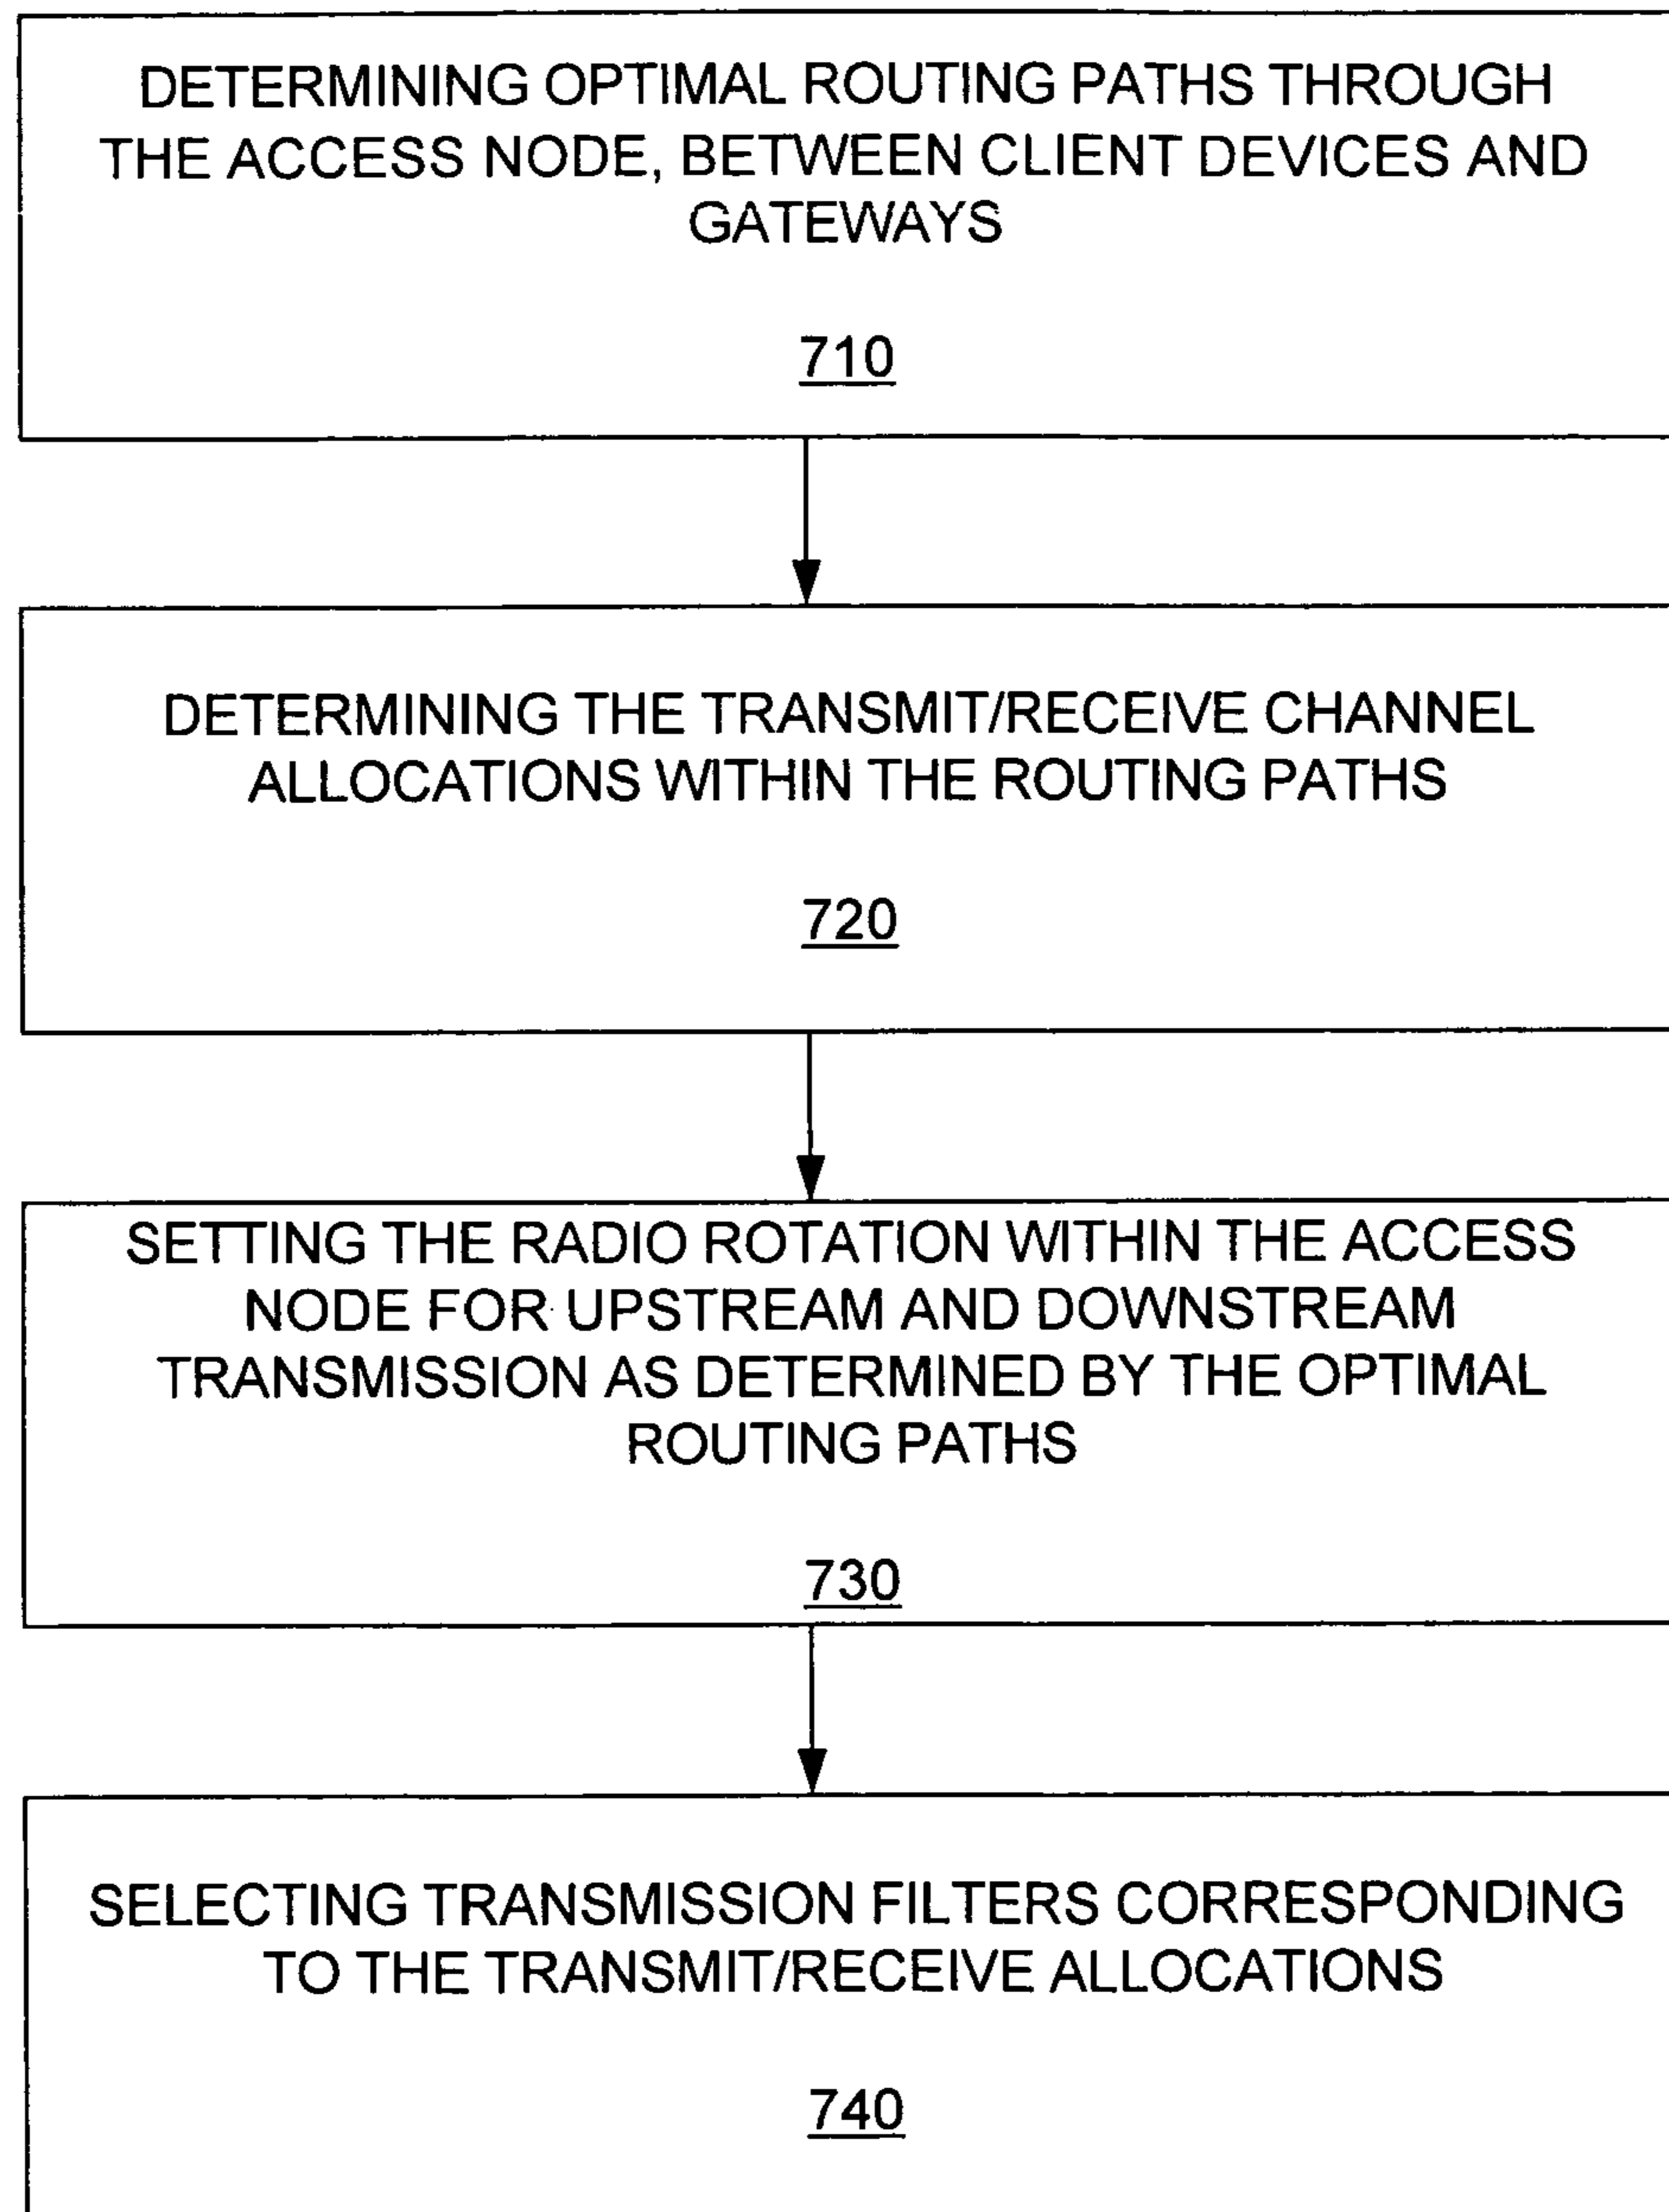 DETERMINING OPTIMAL ROUTING PATHS THROUGH
THE ACCESS NODE, BETWEEN CLIENT DEVICES AND
GATEWAYS
710
DETERMINING THE TRANSMIT/RECEIVE CHANNEL
ALLOCATIONS WITHIN THE ROUTING PATHS
720
SETTING THE RADIO ROTATION WITHIN THE ACCESS
NODE FOR UPSTREAM AND DOWNSTREAM
TRANSMISSION AS DETERMINED BY THE OPTIMAL
ROUTING PATHS
730
SELECTING TRANSMISSION FILTERS CORRESPONDING
TO THE TRANSMIT/RECEIVE ALLOCATIONS
740